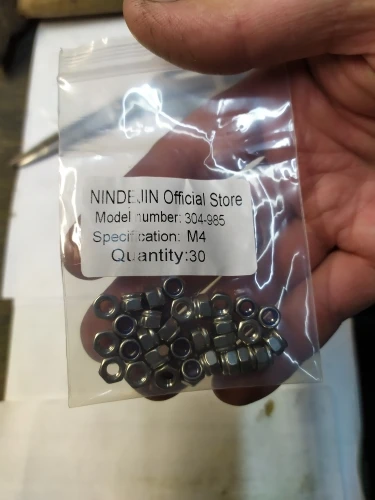 NINDEJIN Official Store
Model number: 304-985
Specification: M4
Quantity:30